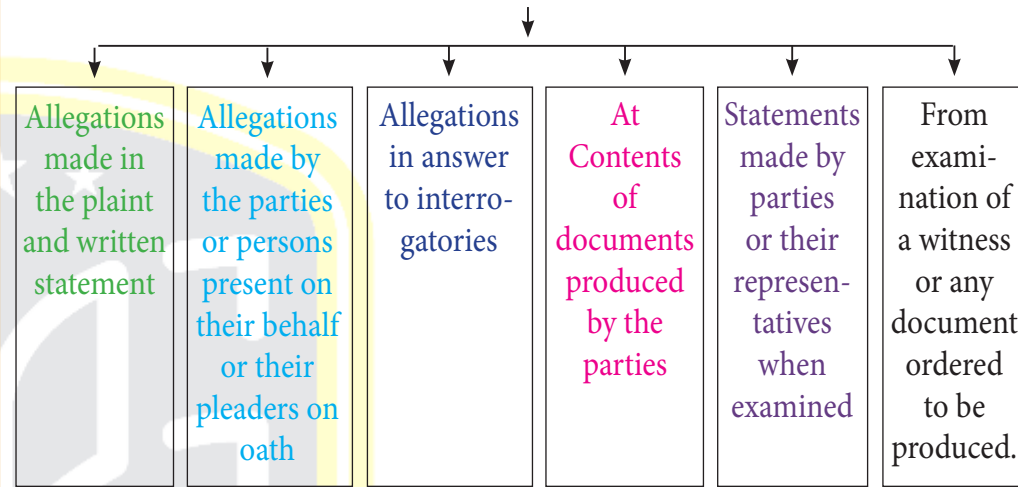 Allegations
made in
the plaint
and written
statement
Allegations
made by
the parties
or persons
present on
their behalf
or their
pleaders on
oath
Allegations
in answer
to interro-
gatories
At
Contents
of
documents
produced
by the
parties
Statements
made by
parties
or their
represen-
tatives
when
examined
From
exami-
nation of
a witness
or any
document
ordered
to be
produced.